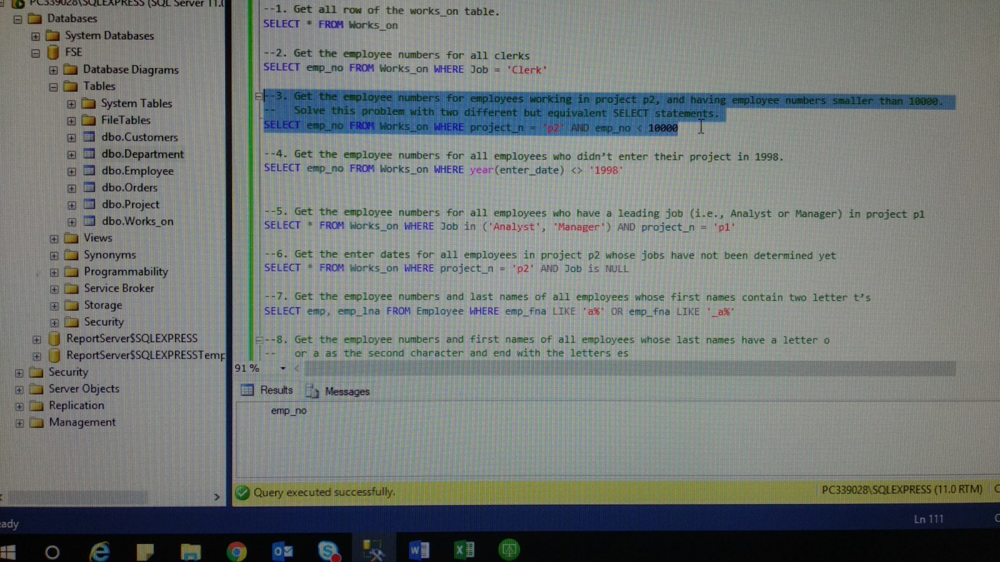 PC339028\SQLEXPRESS (SQL Server 11.0
Databases
System Databases
FSE
Database Diagrams
Tables
System Tables
FileTables
dbo.Customers
dbo.Department
dbo.Employee
dbo.Orders
dbo.Project
dbo.Works_on
Views
Synonyms
Programmability
Service Broker
Storage
Security
ReportServer$SQLEXPRESS
ReportServer$SQLEXPRESSTemp
Security
Server Objects
Replication
Management
--1. Get all row of the works_on table.
SELECT * FROM Works_on
--2. Get the employee numbers for all clerks
SELECT emp_no FROM Works_on WHERE Job = 'Clerk'
--3. Get the employee numbers for employees working in project p2, and having employee numbers smaller than 10000.
-- Solve this problem with two different but equivalent SELECT statements.
SELECT emp_no FROM Works_on WHERE project_n = 'p2' AND emp_no < 10000
--4. Get the employee numbers for all employees who didn't enter their project in 1998.
SELECT emp_no FROM Works_on WHERE year(enter_date) <> '1998'
--5. Get the employee numbers for all employees who have a leading job (i.e., Analyst or Manager) in project p1
SELECT * FROM Works_on WHERE Job in ('Analyst', 'Manager') AND project_n = 'p1'
--6. Get the enter dates for all employees in project p2 whose jobs have not been determined yet
SELECT * FROM Works_on WHERE project_n = 'p2' AND Job is NULL
--7. Get the employee numbers and last names of all employees whose first names contain two letter t's
SELECT emp, emp_lna FROM Employee WHERE emp_fna LIKE 'a%' OR emp_fna LIKE '_a%'
--8. Get the employee numbers and first names of all employees whose last names have a letter o
-- or a as the second character and end with the letters es
91 %
Results Messages
emp_no
Query executed successfully.
PC339028\SQLEXPRESS (11.0 RTM)
eady
Ln 111